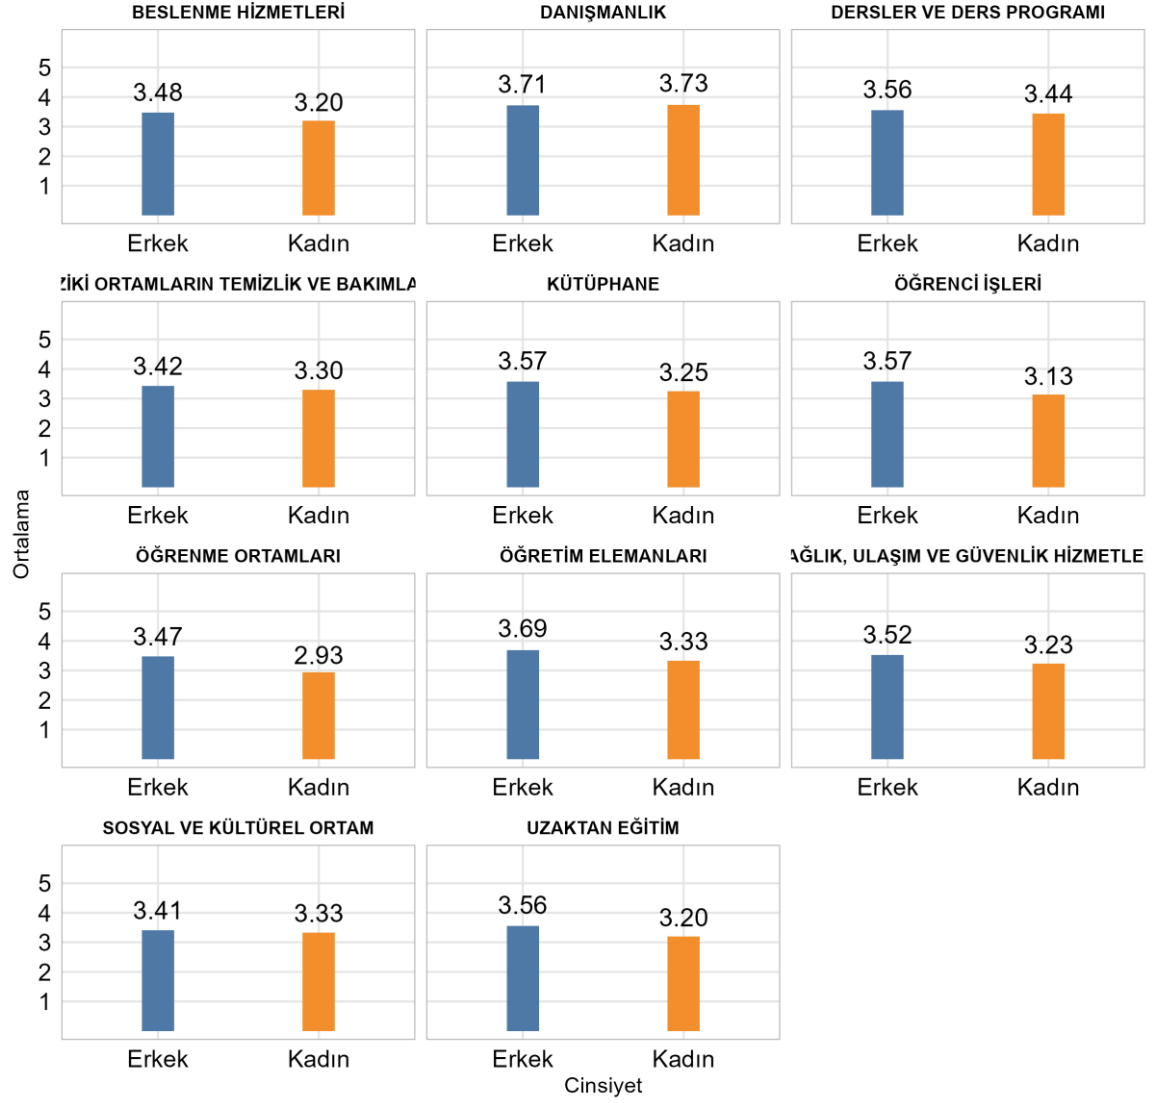 BESLENME HİZMETLERİ
DANIŞMANLIK
DERSLER VE DERS PROGRAMI
5
4
3
2
1
3.48
3.20
3.71
3.73
3.56
3.44
Erkek
Kadın
Erkek
Kadın
Erkek
Kadın
ZİKİ ORTAMLARIN TEMİZLİK VE BAKIMLA
KÜTÜPHANE
ÖĞRENCİ İŞLERİ
5
4
3
2
1
3.42
3.30
3.57
3.25
3.57
3.13
Erkek
Kadın
Erkek
Kadın
Erkek
Kadın
Ortalama
ÖĞRENME ORTAMLARI
ÖĞRETİM ELEMANLARI
AĞLIK, ULAŞIM VE GÜVENLİK HİZMETLE
5
4
3
2
1
3.47
2.93
3.69
3.33
3.52
3.23
Erkek
Kadın
Erkek
Kadın
Erkek
Kadın
SOSYAL VE KÜLTÜREL ORTAM
UZAKTAN EĞİTİM
5
4
3
2
1
3.41
3.33
3.56
3.20
Erkek
Kadın
Erkek
Kadın
Cinsiyet